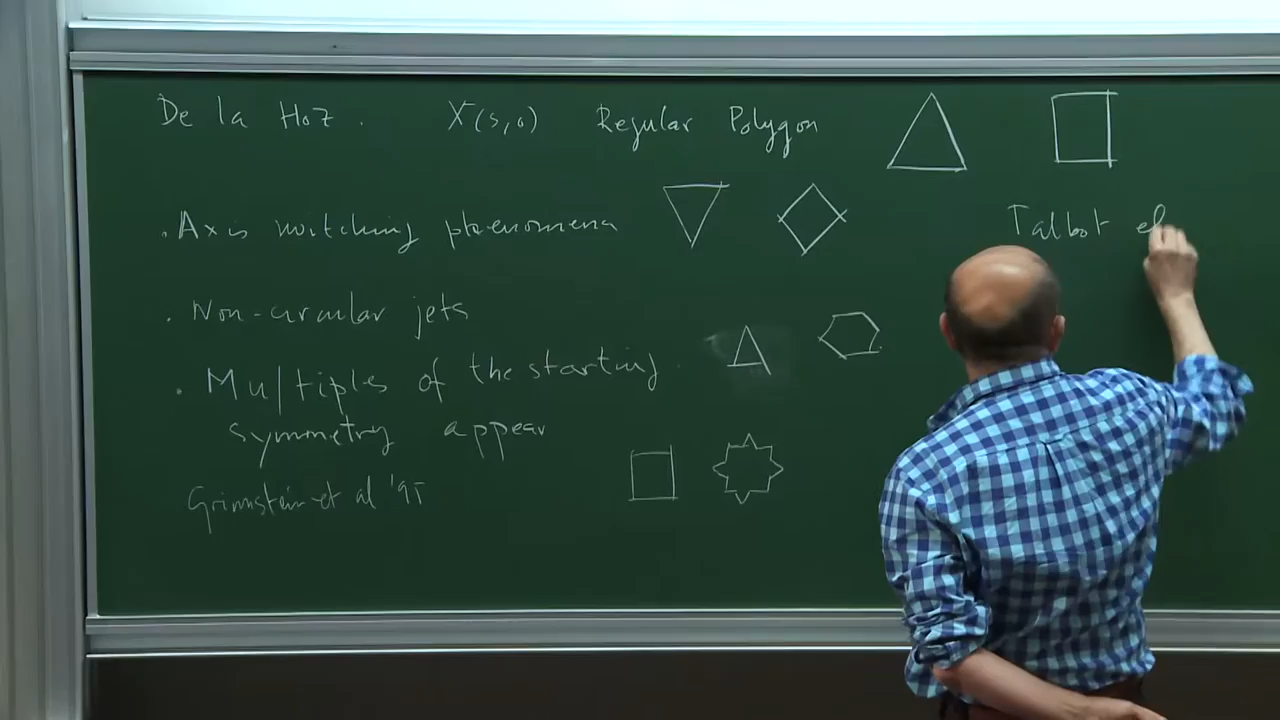 De la Hoz. X(s,0) Regular Polygon
. Axis switching phenomena
Talbot ef
. Non-circular jets
. Multiples of the starting
symmetry appear
Grinstein et al '95